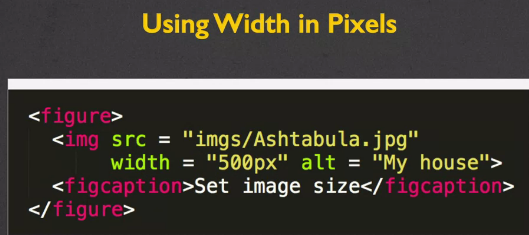 Using Width in Pixels
<figure>
<img src = "imgs/Ashtabula.jpg"
width = "500px" alt = "My house">
<figcaption>Set image size</figcaption>
</figure>